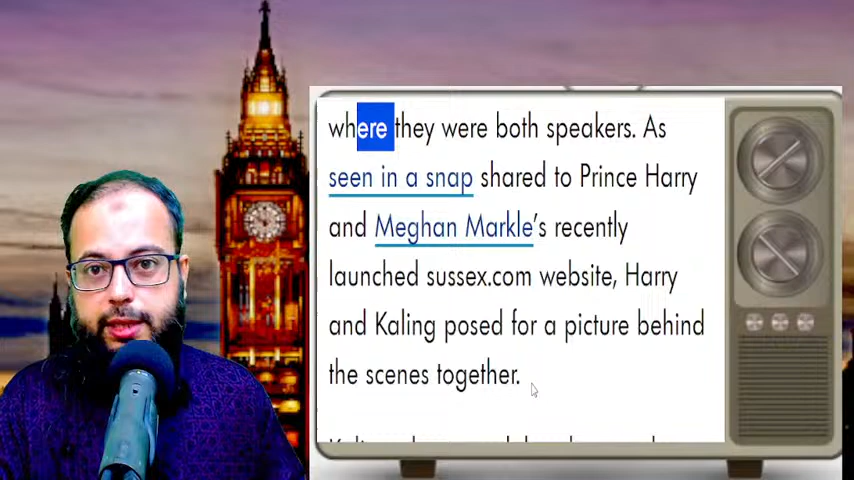 where they were both speakers. As
seen in a snap shared to Prince Harry
and Meghan Markle's recently
launched sussex.com website, Harry
and Kaling posed for a picture behind
the scenes together.